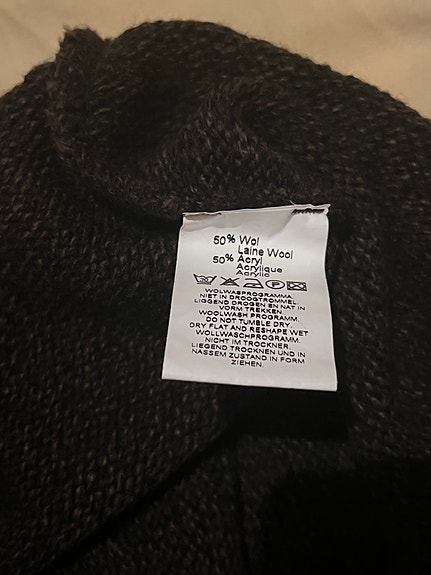 50% Wol
Laine Wool
50% Acryl
Acrylique
Acrylic
WOLWASPROGRAMMA.
NIET IN DROOGTROMMEL.
LIGGEND DROGEN EN NAT IN
VORM TREKKEN.
WOOLWASH PROGRAMM.
DO NOT TUMBLE DRY.
DRY FLAT AND RESHAPE WET
WOLLWASCHPROGRAMM.
NICHT IM TROCKNER.
LIEGEND TROCKNEN UND IN
NASSEM ZUSTAND IN FORM
ZIEHEN.